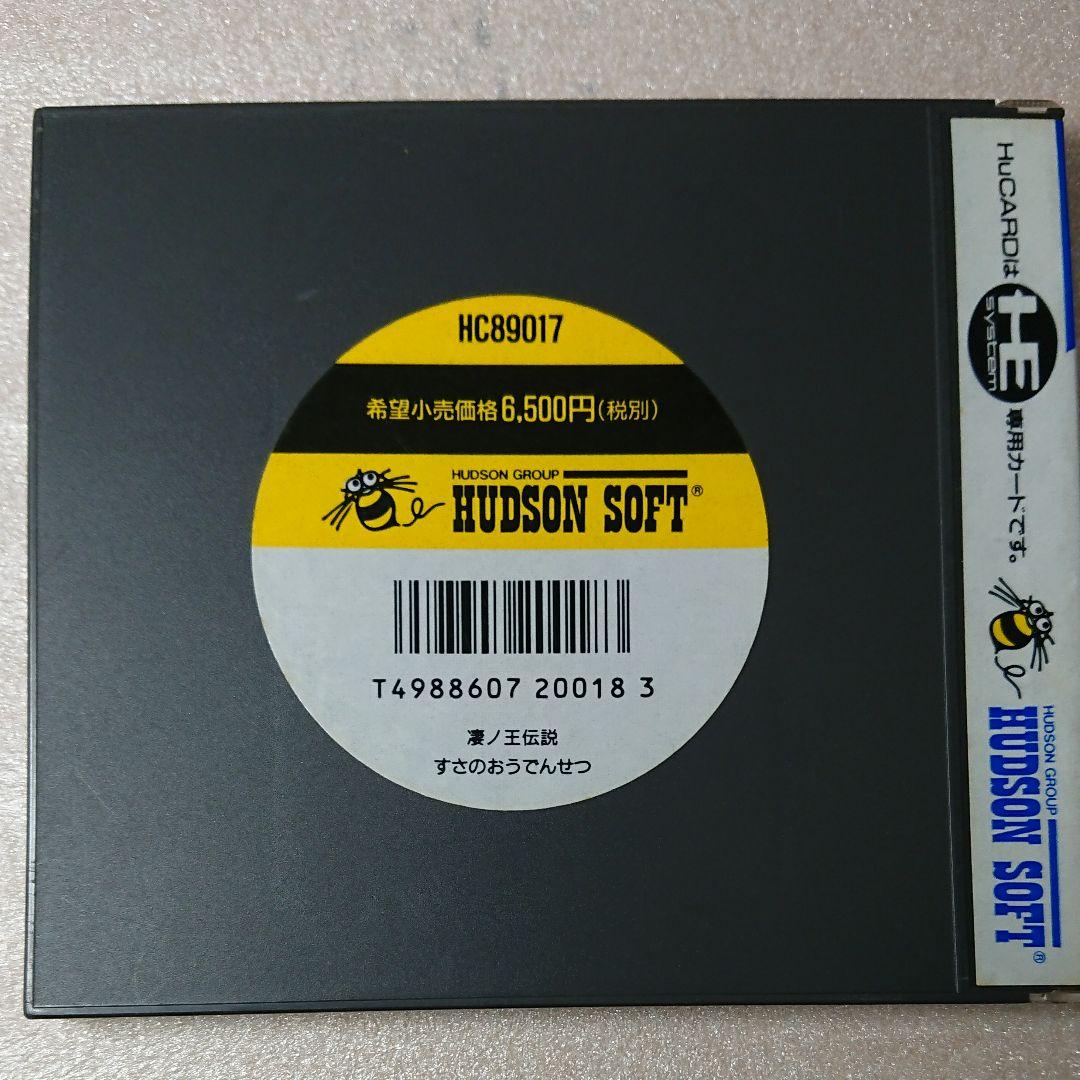 HC89017
希望小売価格6,500円(税別)
HUDSON GROUP
HUDSON SOFT®
T4988607 20018 3
凄ノ王伝説
すさのおうでんせつ
HuCARDは HE system 専用カードです。
HUDSON GROUP
HUDSON SOFT®